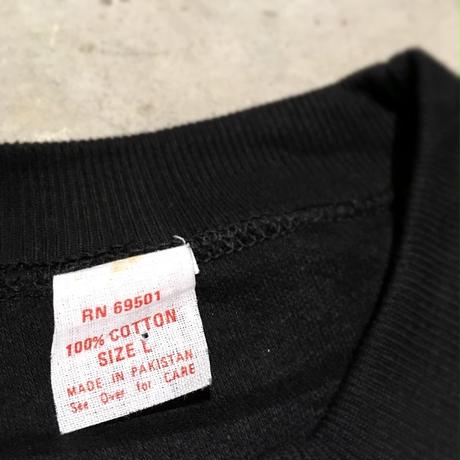 RN 69501
100% COTTON
SIZE L
MADE IN PAKISTAN
See Over for CARE